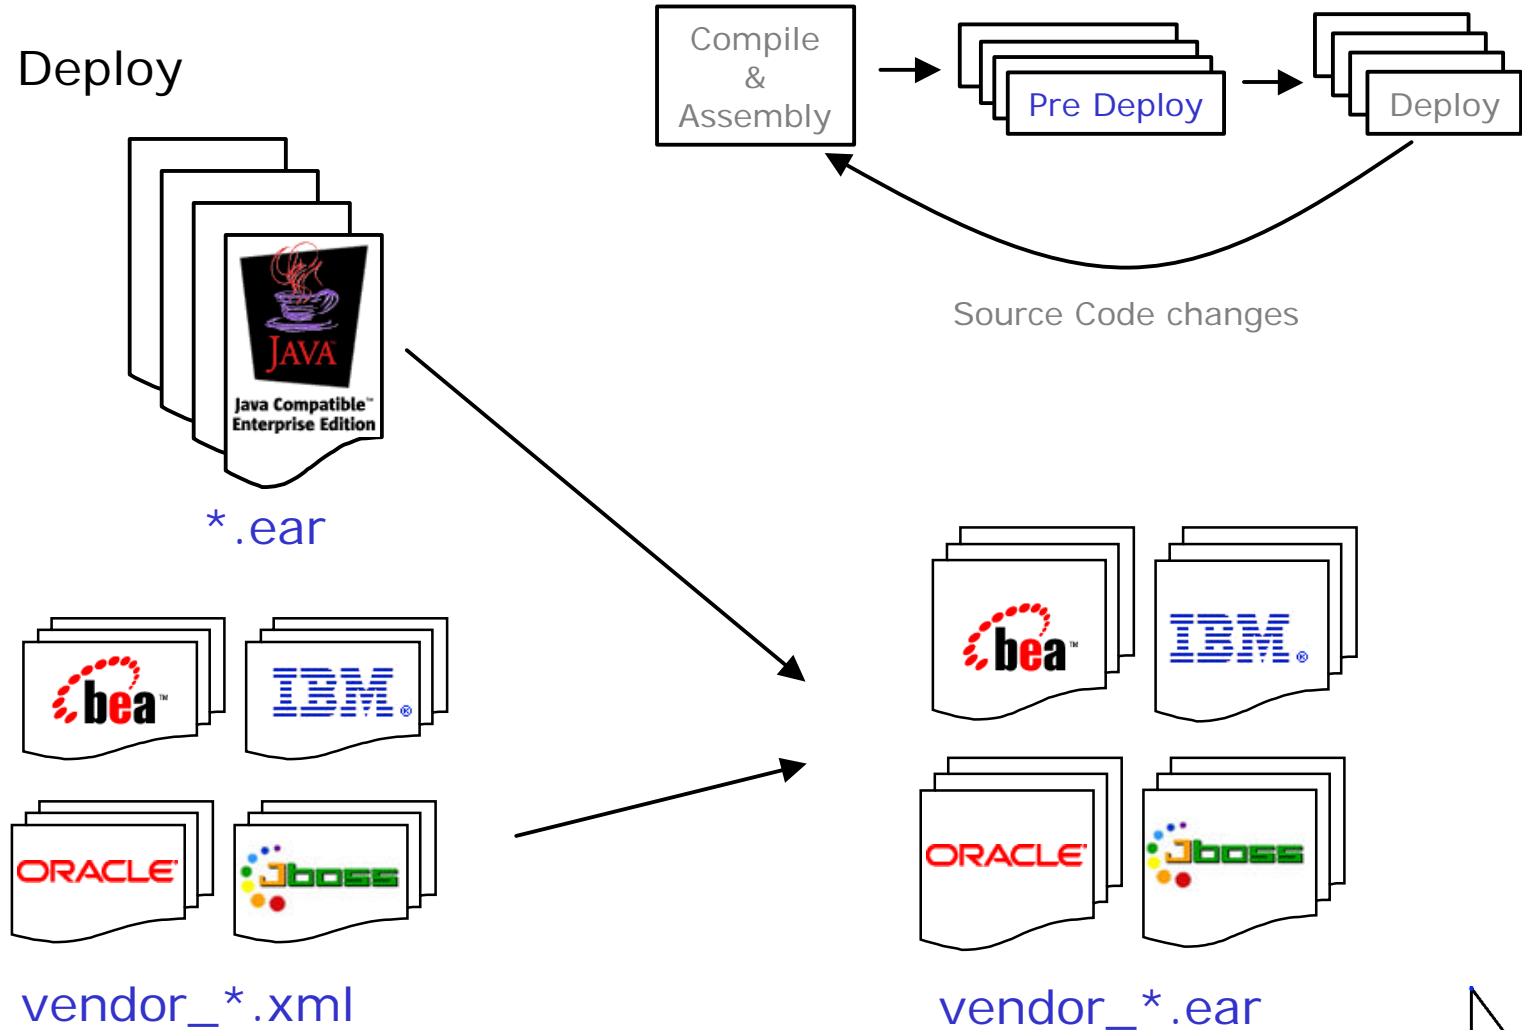 Deploy
Compile
&
Assembly
Pre Deploy
Deploy
Source Code changes
JAVA™
Java Compatible™
Enterprise Edition
*.ear
bea™
IBM®
ORACLE®
Jboss
vendor_*.xml
bea™
IBM®
ORACLE®
Jboss
vendor_*.ear